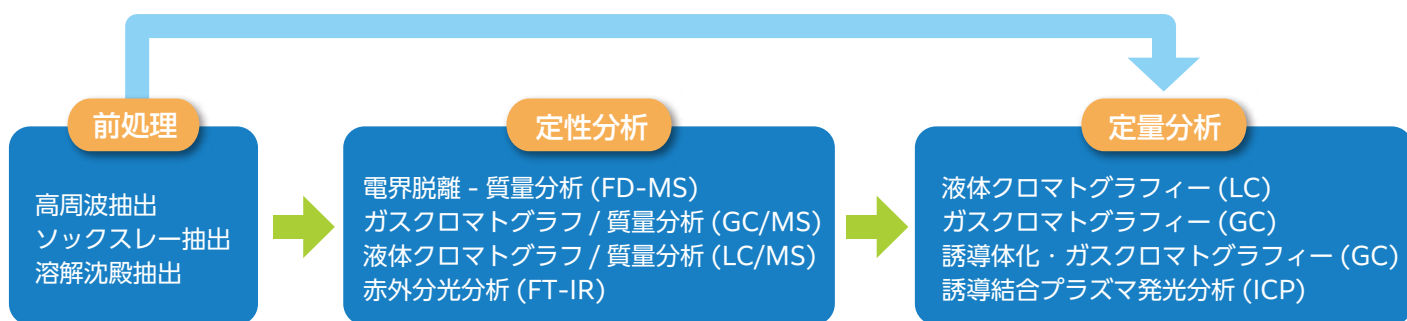 前処理
高周波抽出
ソックスレー抽出
溶解沈殿抽出
定性分析
電界脱離 - 質量分析 (FD-MS)
ガスクロマトグラフ / 質量分析 (GC/MS)
液体クロマトグラフ / 質量分析 (LC/MS)
赤外分光分析 (FT-IR)
定量分析
液体クロマトグラフィー (LC)
ガスクロマトグラフィー (GC)
誘導体化・ガスクロマトグラフィー (GC)
誘導結合プラズマ発光分析 (ICP)